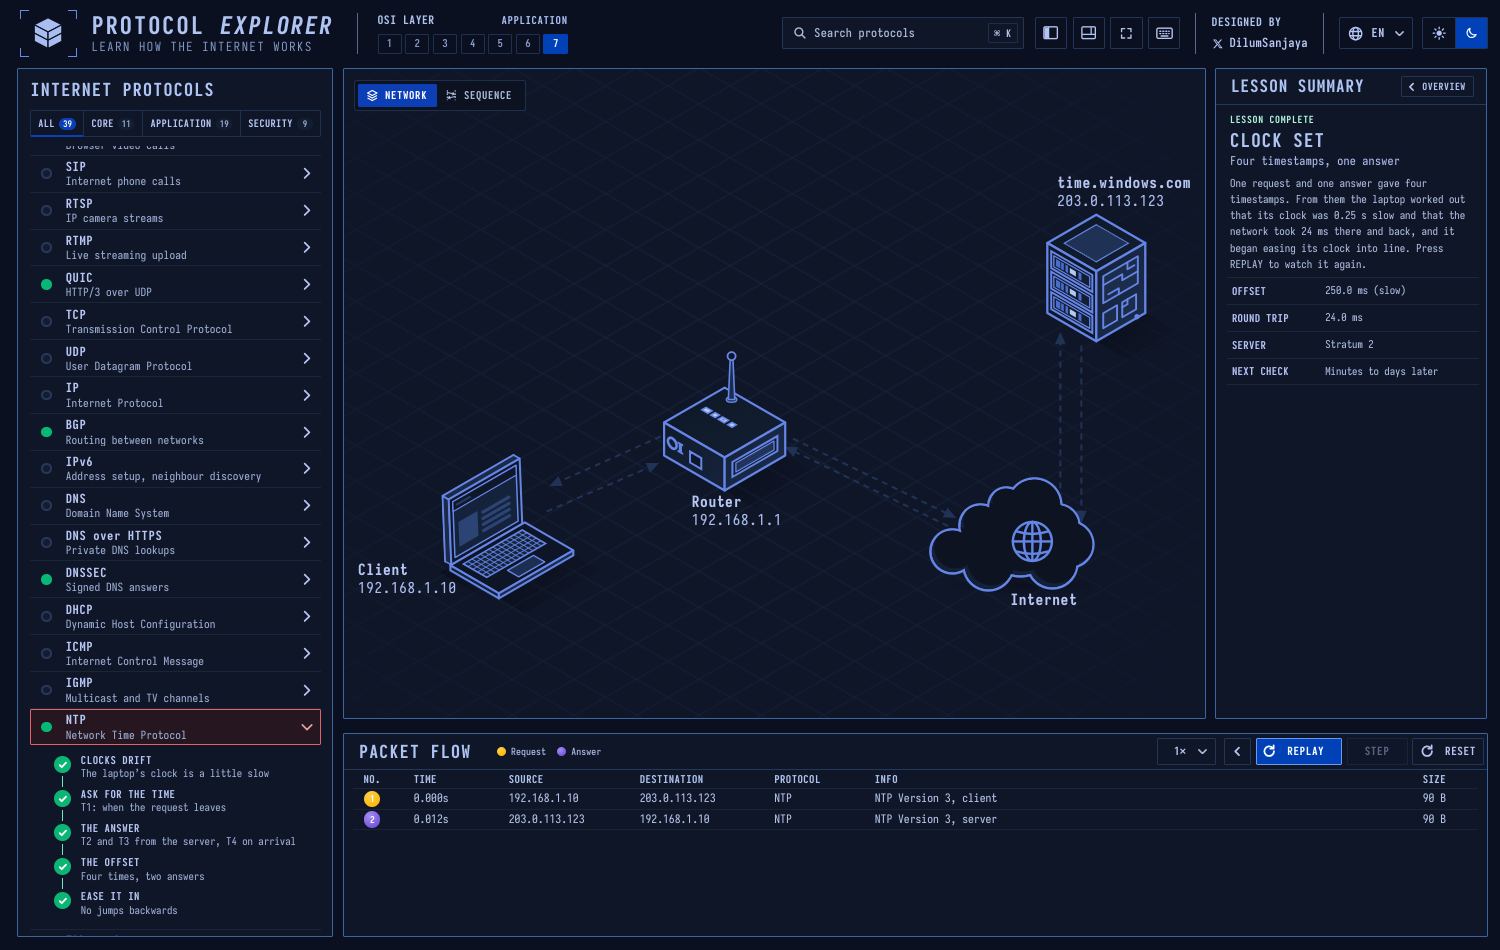 PROTOCOL EXPLORER
LEARN HOW THE INTERNET WORKS
OSI LAYER APPLICATION
1 2 3 4 5 6 7
Search protocols ⌘ K
DESIGNED BY
DilumSanjaya
EN
INTERNET PROTOCOLS
ALL 39 CORE 11 APPLICATION 19 SECURITY 9
Browser video calls
SIP
Internet phone calls
RTSP
IP camera streams
RTMP
Live streaming upload
QUIC
HTTP/3 over UDP
TCP
Transmission Control Protocol
UDP
User Datagram Protocol
IP
Internet Protocol
BGP
Routing between networks
IPv6
Address setup, neighbour discovery
DNS
Domain Name System
DNS over HTTPS
Private DNS lookups
DNSSEC
Signed DNS answers
DHCP
Dynamic Host Configuration
ICMP
Internet Control Message
IGMP
Multicast and TV channels
NTP
Network Time Protocol
CLOCKS DRIFT
The laptop's clock is a little slow
ASK FOR THE TIME
T1: when the request leaves
THE ANSWER
T2 and T3 from the server, T4 on arrival
THE OFFSET
Four times, two answers
EASE IT IN
No jumps backwards
NETWORK SEQUENCE
time.windows.com
203.0.113.123
Router
192.168.1.1
Client
192.168.1.10
Internet
LESSON SUMMARY OVERVIEW
LESSON COMPLETE
CLOCK SET
Four timestamps, one answer
One request and one answer gave four
timestamps. From them the laptop worked out
that its clock was 0.25 s slow and that the
network took 24 ms there and back, and it
began easing its clock into line. Press
REPLAY to watch it again.
OFFSET 250.0 ms (slow)
ROUND TRIP 24.0 ms
SERVER Stratum 2
NEXT CHECK Minutes to days later
PACKET FLOW Request Answer 1× REPLAY STEP RESET
NO. TIME SOURCE DESTINATION PROTOCOL INFO SIZE
1 0.000s 192.168.1.10 203.0.113.123 NTP NTP Version 3, client 90 B
2 0.012s 203.0.113.123 192.168.1.10 NTP NTP Version 3, server 90 B